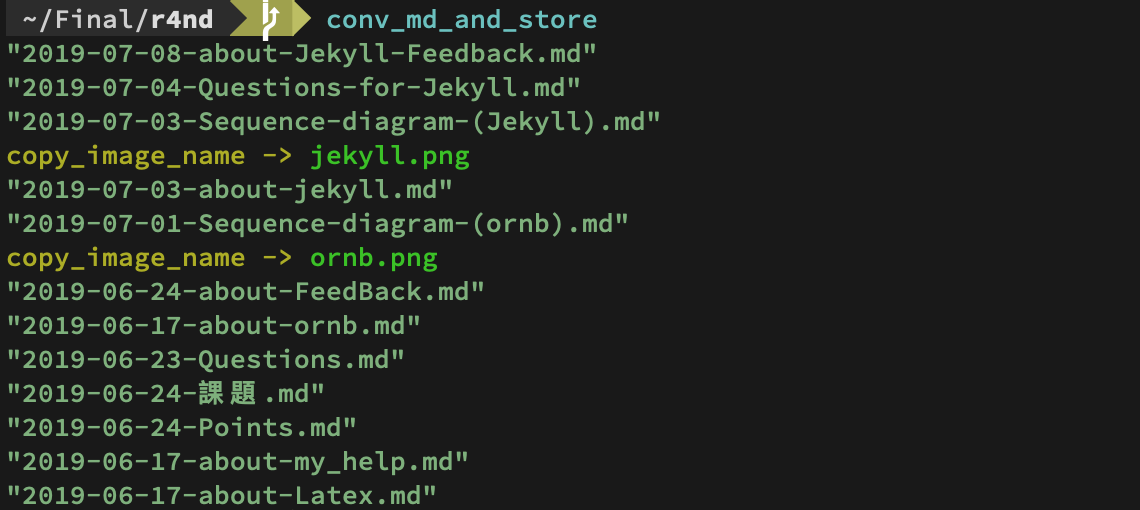 ~/Final/r4nd conv_md_and_store
"2019-07-08-about-Jekyll-Feedback.md"
"2019-07-04-Questions-for-Jekyll.md"
"2019-07-03-Sequence-diagram-(Jekyll).md"
copy_image_name -> jekyll.png
"2019-07-03-about-jekyll.md"
"2019-07-01-Sequence-diagram-(ornb).md"
copy_image_name -> ornb.png
"2019-06-24-about-FeedBack.md"
"2019-06-17-about-ornb.md"
"2019-06-23-Questions.md"
"2019-06-24-課題.md"
"2019-06-24-Points.md"
"2019-06-17-about-my_help.md"
"2019-06-17-about-Latex.md"